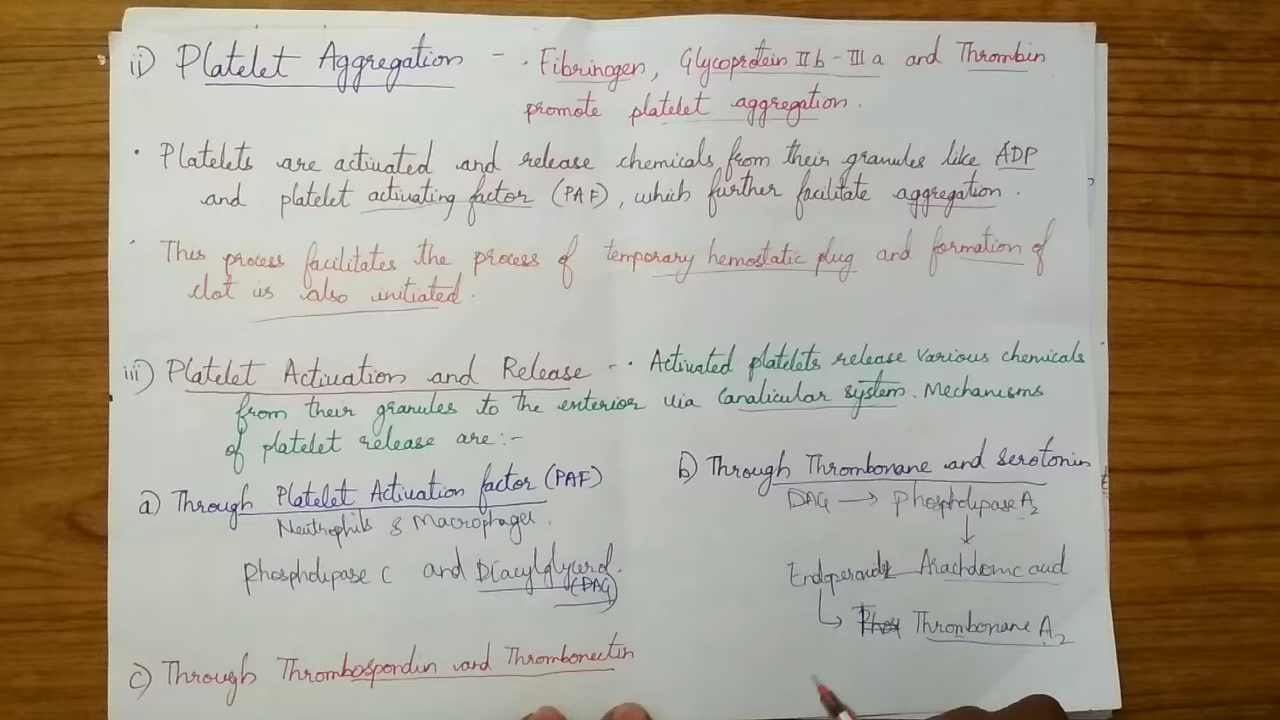 ii) Platelet Aggregation - · Fibrinogen, Glycoprotein IIb - IIIa and Thrombin
promote platelet aggregation.
· Platelets are activated and release chemicals from their granules like ADP
and platelet activating factor (PAF), which further facilitate aggregation.
· This process facilitates the process of temporary hemostatic plug and formation of
clot is also initiated.
iii) Platelet Activation and Release - · Activated platelets release various chemicals
from their granules to the exterior via Canalicular system. Mechanisms
of platelet release are :-
a) Through Platelet Activation factor (PAF)
Neutrophils & Macrophages.
Phospholipase C and Diacylglycerol.
(DAG)
b) Through Thromboxane and serotonin
DAG → Phospholipase A2
↓
Endoperoxide Arachidonic acid
↳ Thromboxane A2
c) Through Thrombospondin and Thrombonectin